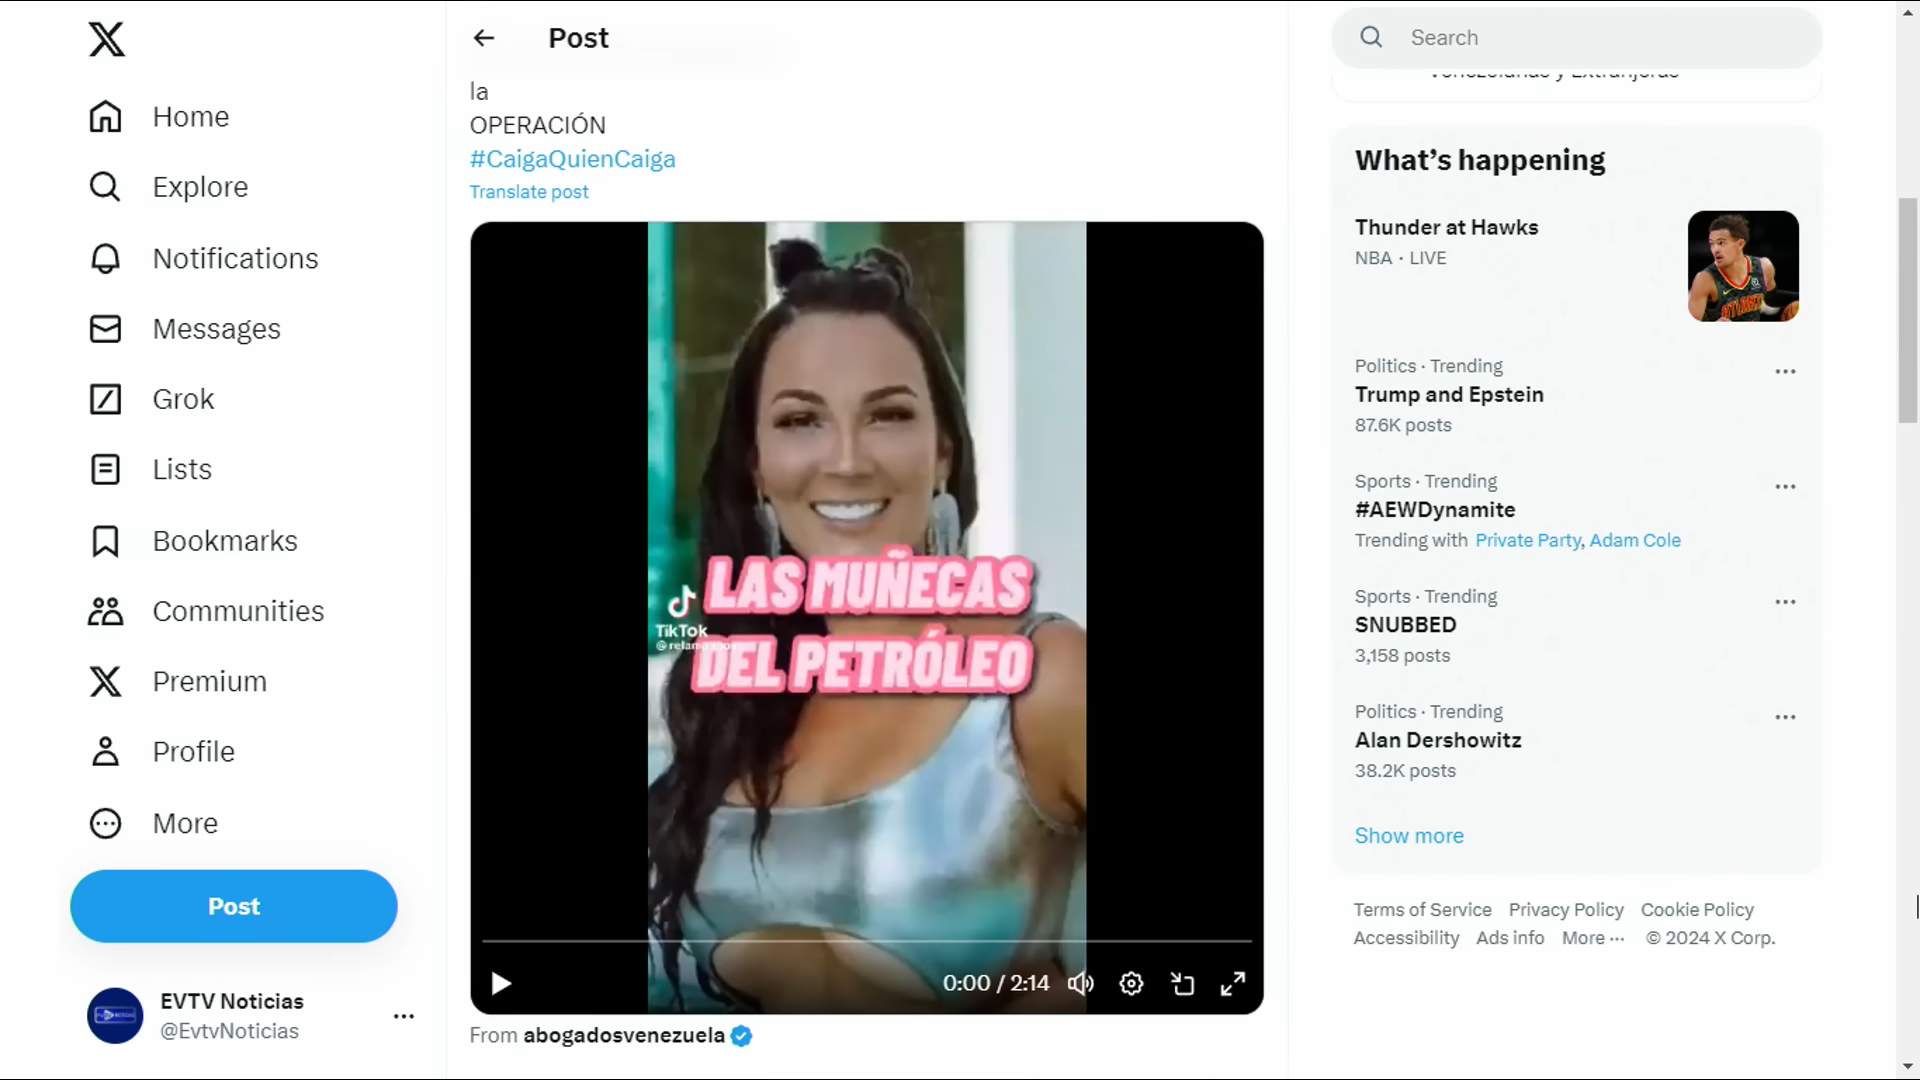 Home
Explore
Notifications
Messages
Grok
Lists
Bookmarks
Communities
Premium
Profile
More
Post
EVTV Noticias
@EvtvNoticias
Post
la
OPERACIÓN
#CaigaQuienCaiga
Translate post
LAS MUÑECAS
DEL PETRÓLEO
TikTok
0:00 / 2:14
From abogadosvenezuela
Search
Venezolanas y Extranjeras
What's happening
Thunder at Hawks
NBA · LIVE
Politics · Trending
Trump and Epstein
87.6K posts
Sports · Trending
#AEWDynamite
Trending with Private Party, Adam Cole
Sports · Trending
SNUBBED
3,158 posts
Politics · Trending
Alan Dershowitz
38.2K posts
Show more
Terms of Service Privacy Policy Cookie Policy
Accessibility Ads info More ··· © 2024 X Corp.